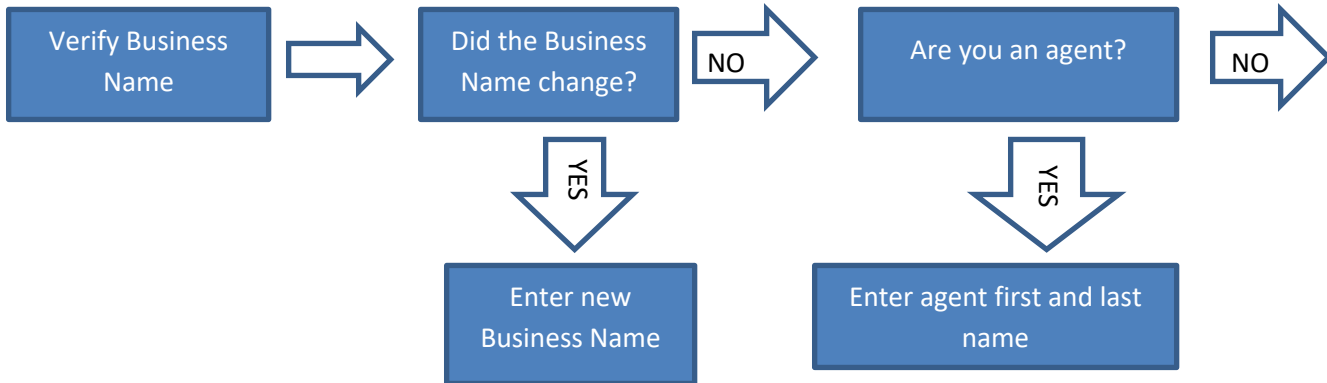 Verify Business
Name
Did the Business
Name change?
NO
Are you an agent?
NO
YES
YES
Enter new
Business Name
Enter agent first and last
name